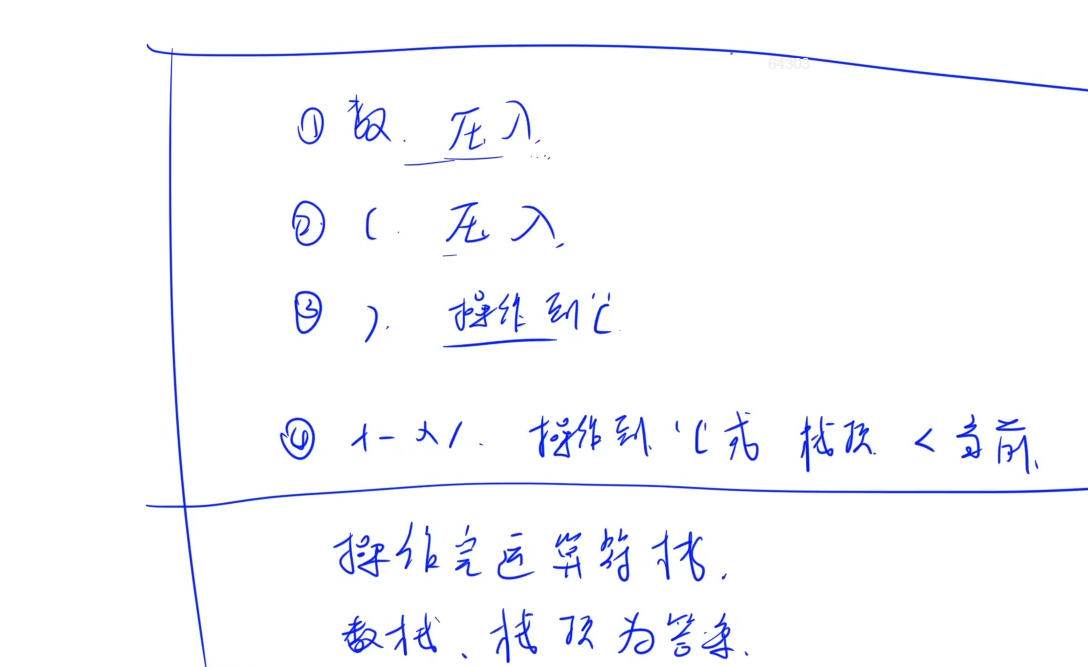 64303
① 数. 压入.
② (. 压入.
③ ). 操作到'('
④ + - × /. 操作到 '('或 栈顶 < 当前.
操作完运算符栈.
数栈、栈顶为答案.